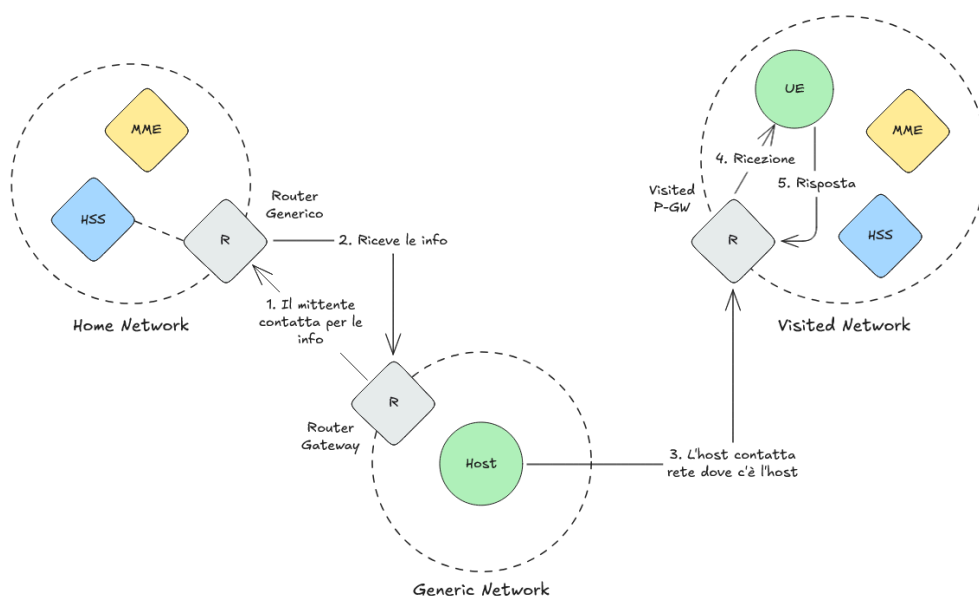 MME
HSS
R
Router
Generico
2. Riceve le info
1. Il mittente
contatta per le
info
Home Network
R
Router
Gateway
Host
Generic Network
3. L'host contatta
rete dove c'è l'host
UE
MME
4. Ricezione
5. Risposta
Visited
P-GW
R
HSS
Visited Network